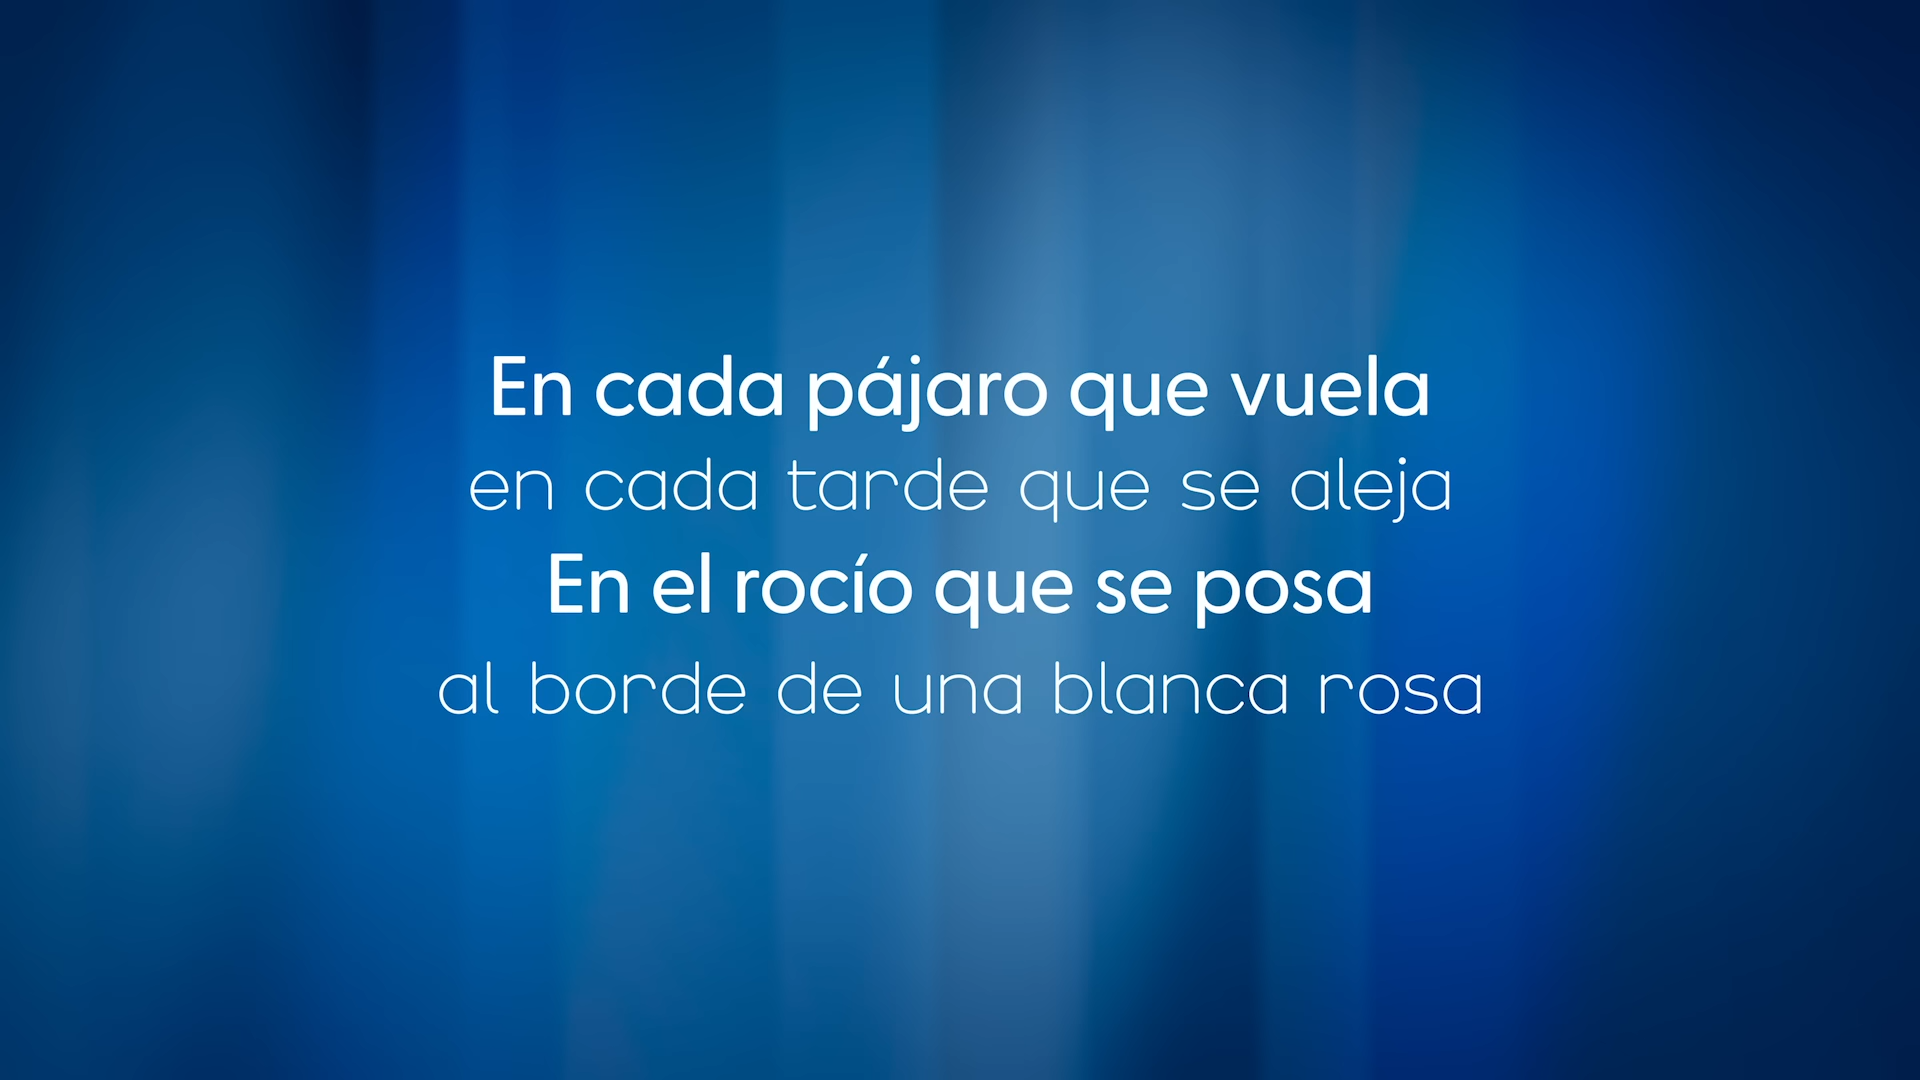 En cada pájaro que vuela
en cada tarde que se aleja
En el rocío que se posa
al borde de una blanca rosa